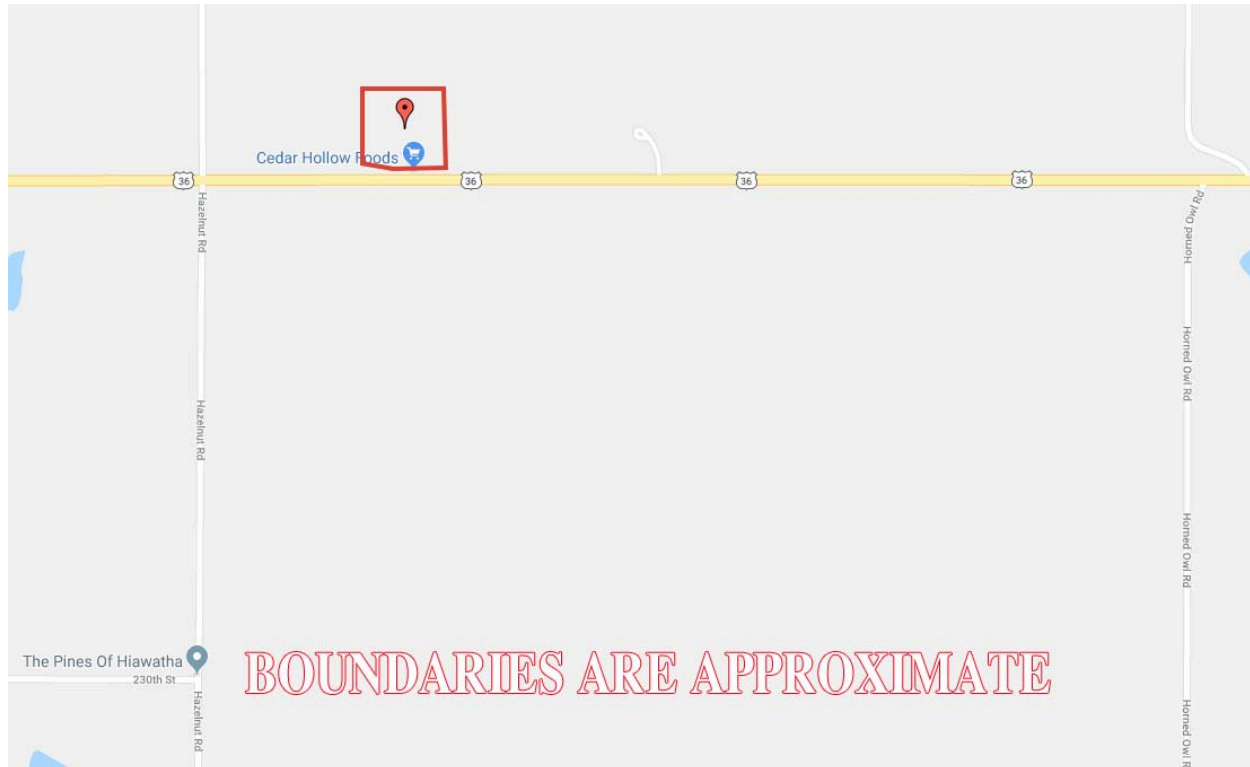 Cedar Hollow Foods
36
36
36
36
Hazelnut Rd
Horned Owl Rd
Horned Owl Rd
Hazelnut Rd
Horned Owl Rd
The Pines Of Hiawatha
230th St
BOUNDARIES ARE APPROXIMATE
Hazelnut Rd
Horned Owl R